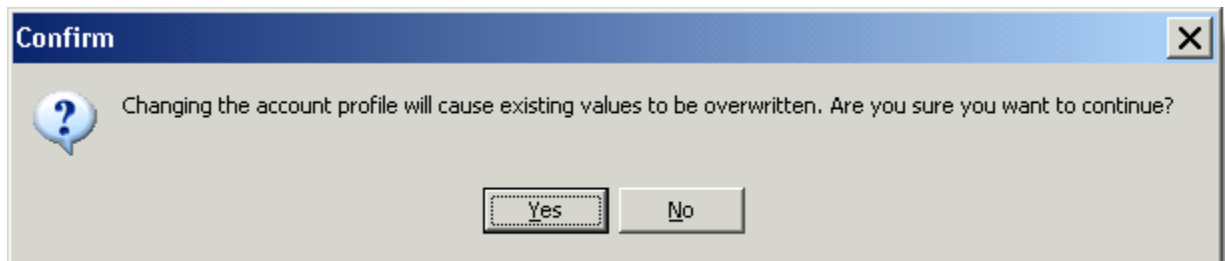 Confirm
Changing the account profile will cause existing values to be overwritten. Are you sure you want to continue?
Yes
No